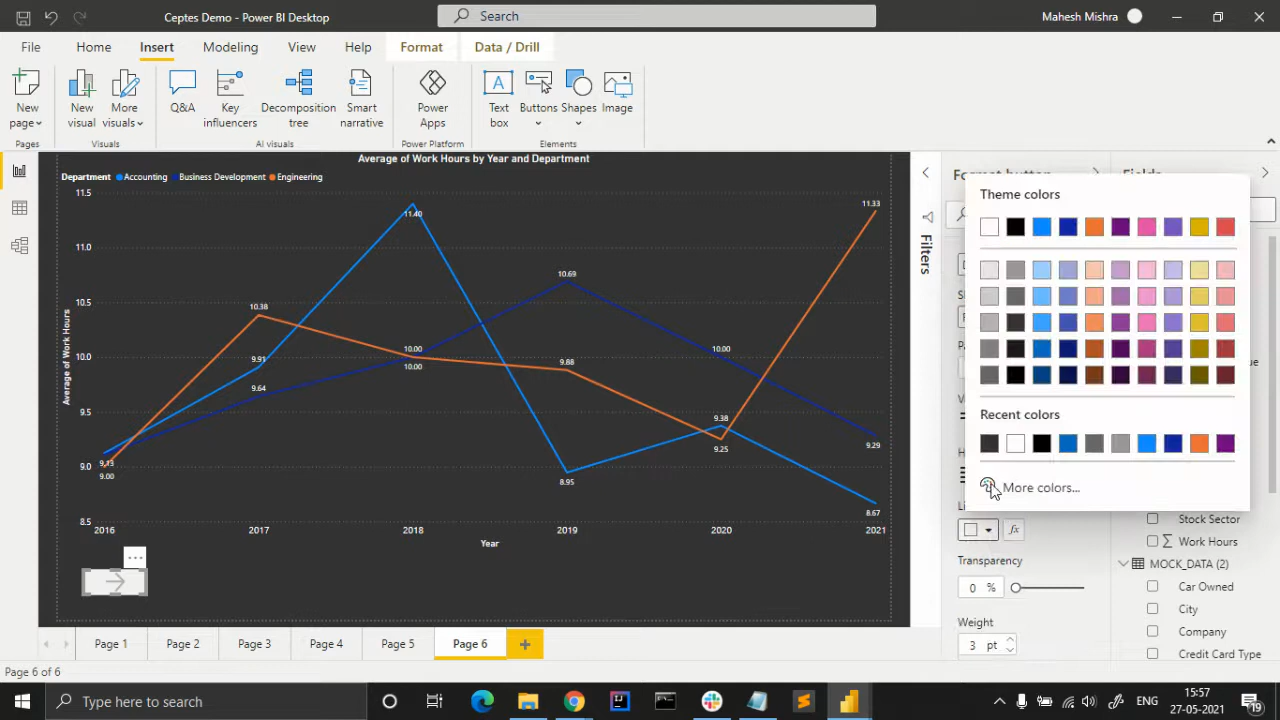 Ceptes Demo - Power BI Desktop
Search
Mahesh Mishra
File
Home
Insert
Modeling
View
Help
Format
Data / Drill
New page
New visual
More visuals
Q&A
Key influencers
Decomposition tree
Smart narrative
Power Apps
Text box
Buttons
Shapes
Image
Pages
Visuals
AI visuals
Power Platform
Elements
Average of Work Hours by Year and Department
Department Accounting Business Development Engineering
Average of Work Hours
11.5
11.0
10.5
10.0
9.5
9.0
8.5
11.40
11.33
10.69
10.38
10.00
10.00
10.00
9.91
9.88
9.64
9.38
9.25
9.29
9.13
9.00
8.95
8.67
2016 2017 2018 2019 2020 2021
Year
Filters
Format button
Fields
Theme colors
Recent colors
More colors...
fx
Transparency
0 %
Weight
3 pt
Stock Sector
Work Hours
MOCK_DATA (2)
Car Owned
City
Company
Credit Card Type
Page 1
Page 2
Page 3
Page 4
Page 5
Page 6
Page 6 of 6
Type here to search
ENG
15:57
27-05-2021
19